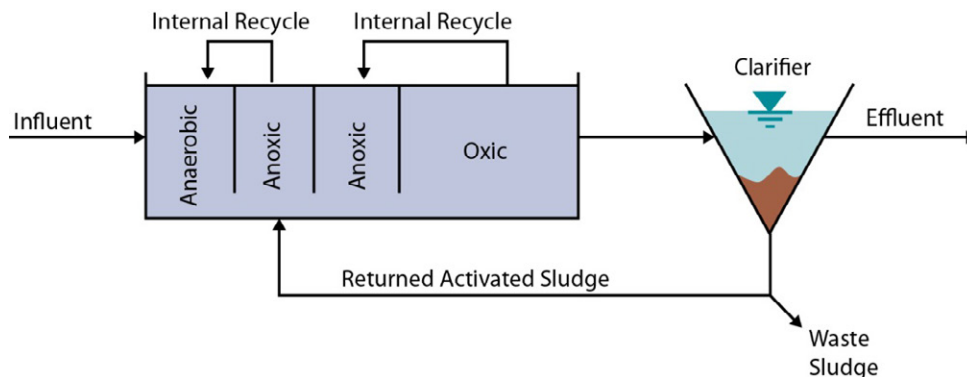 Internal Recycle
Internal Recycle
Clarifier
Influent
Anaerobic
Anoxic
Anoxic
Oxic
Effluent
Returned Activated Sludge
Waste
Sludge